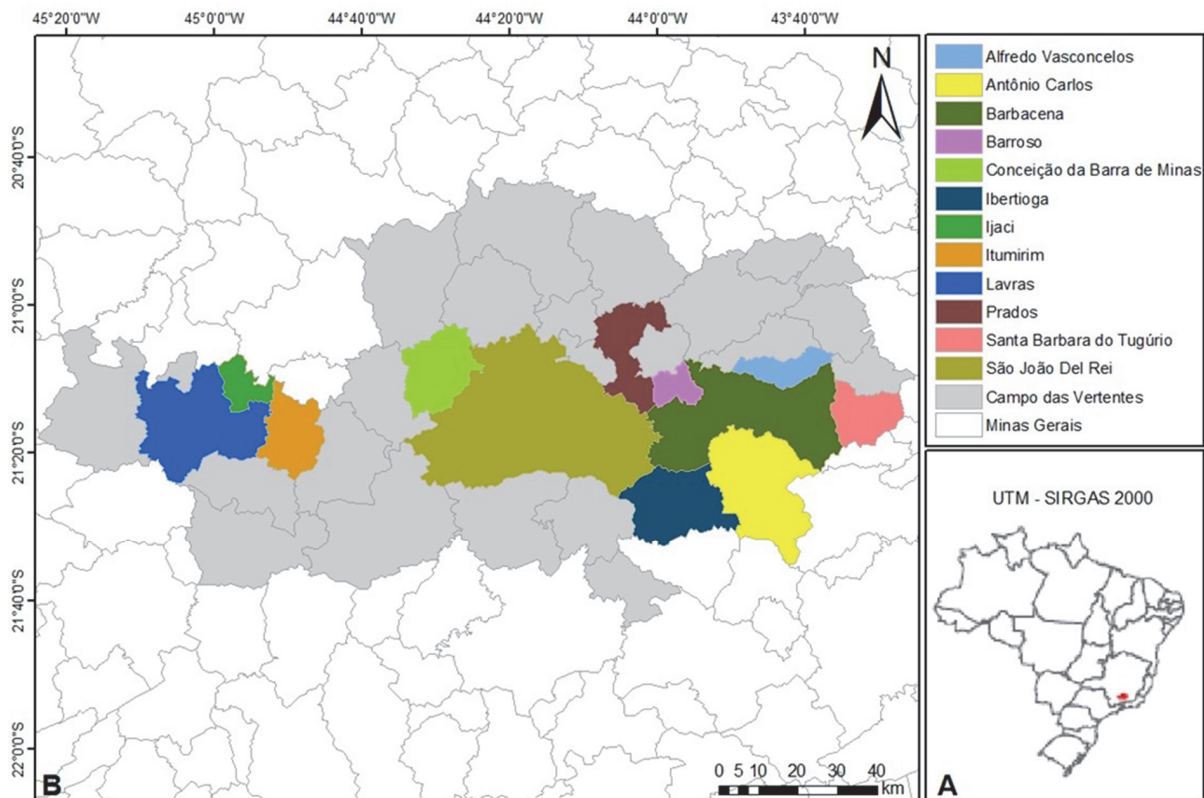 45°20'0"W 45°0'0"W 44°40'0"W 44°20'0"W 44°0'0"W 43°40'0"W
20°40'0"S
21°0'0"S
21°20'0"S
21°40'0"S
22°0'0"S
N
B
0 5 10 20 30 40
km
Alfredo Vasconcelos
Antônio Carlos
Barbacena
Barroso
Conceição da Barra de Minas
Ibertioga
Ijaci
Itumirim
Lavras
Prados
Santa Barbara do Tugúrio
São João Del Rei
Campo das Vertentes
Minas Gerais
UTM - SIRGAS 2000
A